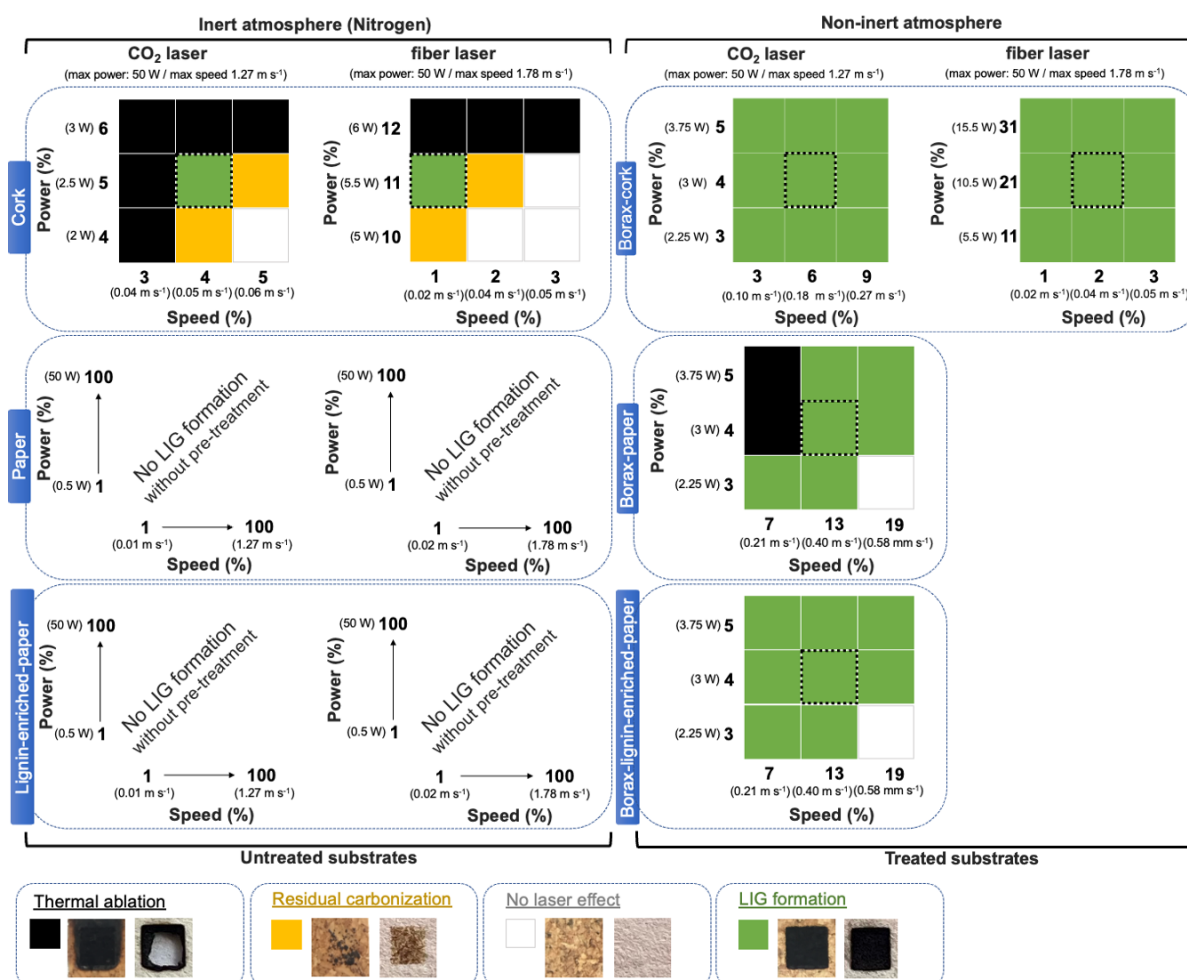 Inert atmosphere (Nitrogen)
Non-inert atmosphere
CO₂ laser
fiber laser
CO₂ laser
fiber laser
(max power: 50 W / max speed 1.27 m s⁻¹)
(max power: 50 W / max speed 1.78 m s⁻¹)
(max power: 50 W / max speed 1.27 m s⁻¹)
(max power: 50 W / max speed 1.78 m s⁻¹)
Cork
Power (%)
(3 W) 6
(2.5 W) 5
(2 W) 4
3 4 5
(0.04 m s⁻¹) (0.05 m s⁻¹) (0.06 m s⁻¹)
Speed (%)
Power (%)
(6 W) 12
(5.5 W) 11
(5 W) 10
1 2 3
(0.02 m s⁻¹) (0.04 m s⁻¹) (0.05 m s⁻¹)
Speed (%)
Borax-cork
Power (%)
(3.75 W) 5
(3 W) 4
(2.25 W) 3
3 6 9
(0.10 m s⁻¹) (0.18 m s⁻¹) (0.27 m s⁻¹)
Speed (%)
Power (%)
(15.5 W) 31
(10.5 W) 21
(5.5 W) 11
1 2 3
(0.02 m s⁻¹) (0.04 m s⁻¹) (0.05 m s⁻¹)
Speed (%)
Paper
Power (%)
(50 W) 100
(0.5 W) 1
No LIG formation
without pre-treatment
1 100
(0.01 m s⁻¹) (1.27 m s⁻¹)
Speed (%)
Power (%)
(50 W) 100
(0.5 W) 1
No LIG formation
without pre-treatment
1 100
(0.02 m s⁻¹) (1.78 m s⁻¹)
Speed (%)
Borax-paper
Power (%)
(3.75 W) 5
(3 W) 4
(2.25 W) 3
7 13 19
(0.21 m s⁻¹) (0.40 m s⁻¹) (0.58 mm s⁻¹)
Speed (%)
Lignin-enriched-paper
Power (%)
(50 W) 100
(0.5 W) 1
No LIG formation
without pre-treatment
1 100
(0.01 m s⁻¹) (1.27 m s⁻¹)
Speed (%)
Power (%)
(50 W) 100
(0.5 W) 1
No LIG formation
without pre-treatment
1 100
(0.02 m s⁻¹) (1.78 m s⁻¹)
Speed (%)
Borax-lignin-enriched-paper
Power (%)
(3.75 W) 5
(3 W) 4
(2.25 W) 3
7 13 19
(0.21 m s⁻¹) (0.40 m s⁻¹) (0.58 mm s⁻¹)
Speed (%)
Untreated substrates
Treated substrates
Thermal ablation
Residual carbonization
No laser effect
LIG formation